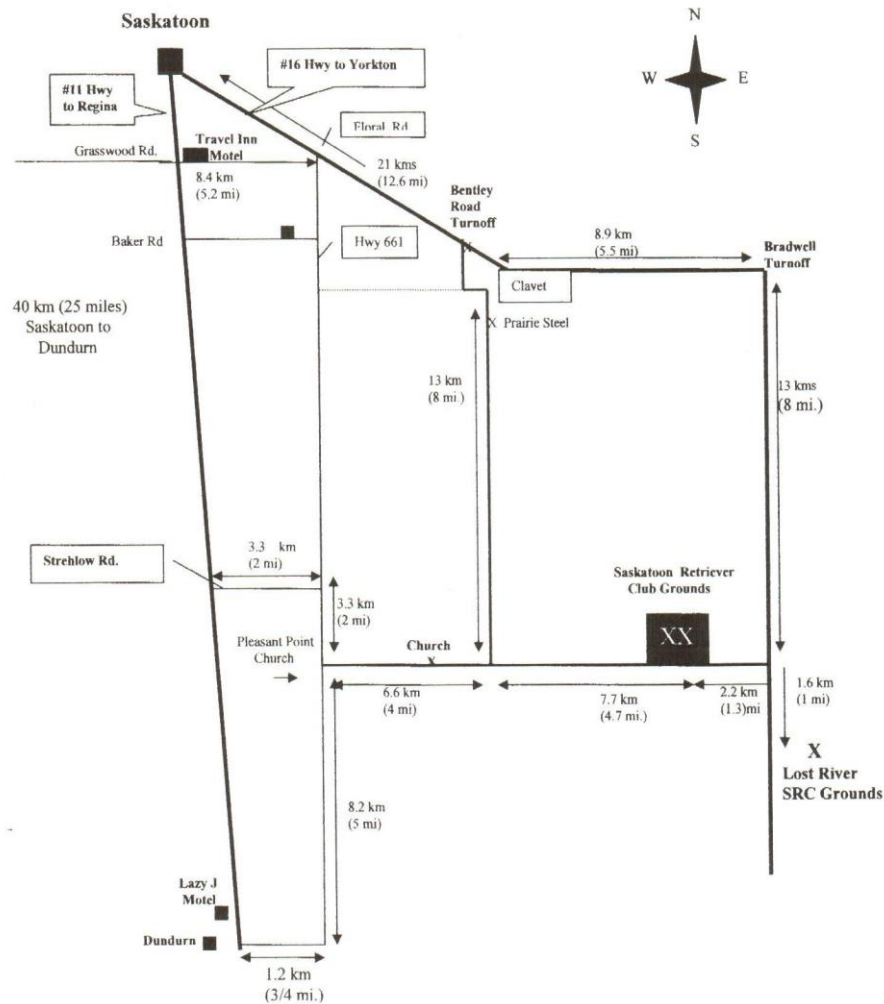 Saskatoon
N
W E
S
#16 Hwy to Yorkton
#11 Hwy
to Regina
Floral Rd
Travel Inn
Motel
Grasswood Rd.
8.4 km
(5.2 mi)
21 kms
(12.6 mi)
Bentley
Road
Turnoff
X
Baker Rd
Hwy 661
8.9 km
(5.5 mi)
Bradwell
Turnoff
Clavet
40 km (25 miles)
Saskatoon to
Dundurn
X Prairie Steel
13 km
(8 mi.)
13 kms
(8 mi.)
Strehlow Rd.
3.3 km
(2 mi)
3.3 km
(2 mi)
Saskatoon Retriever
Club Grounds
XX
Pleasant Point
Church
Church
X
6.6 km
(4 mi)
7.7 km
(4.7 mi.)
2.2 km
(1.3)mi
1.6 km
(1 mi)
X
Lost River
SRC Grounds
8.2 km
(5 mi)
Lazy J
Motel
Dundurn
1.2 km
(3/4 mi.)